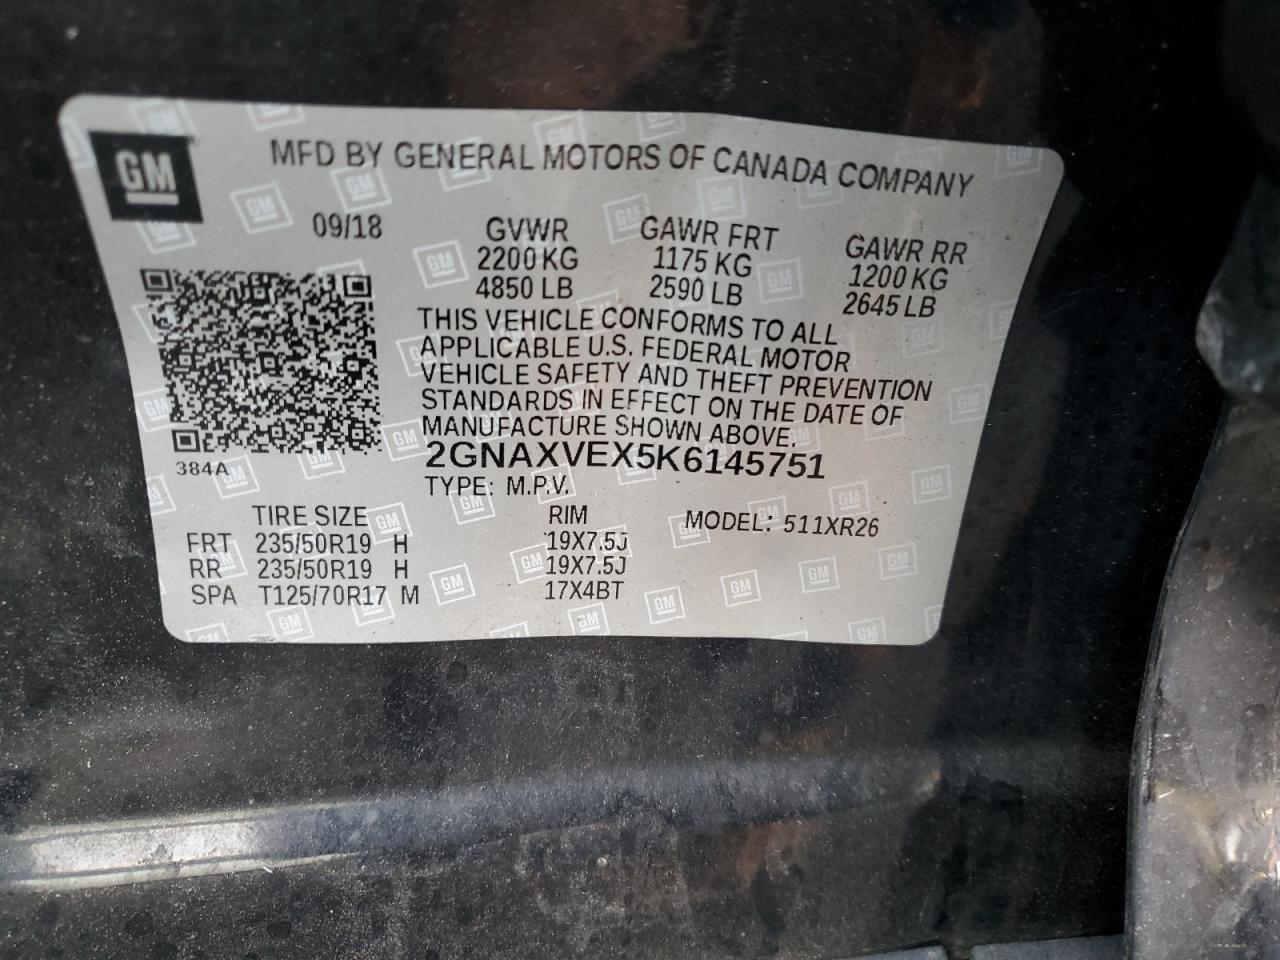 GM
MFD BY GENERAL MOTORS OF CANADA COMPANY
09/18
GVWR GAWR FRT GAWR RR
2200 KG 1175 KG 1200 KG
4850 LB 2590 LB 2645 LB
THIS VEHICLE CONFORMS TO ALL
APPLICABLE U.S. FEDERAL MOTOR
VEHICLE SAFETY AND THEFT PREVENTION
STANDARDS IN EFFECT ON THE DATE OF
MANUFACTURE SHOWN ABOVE.
384A
2GNAXVEX5K6145751
TYPE: M.P.V.
TIRE SIZE RIM MODEL: 511XR26
FRT 235/50R19 H 19X7.5J
RR 235/50R19 H 19X7.5J
SPA T125/70R17 M 17X4BT